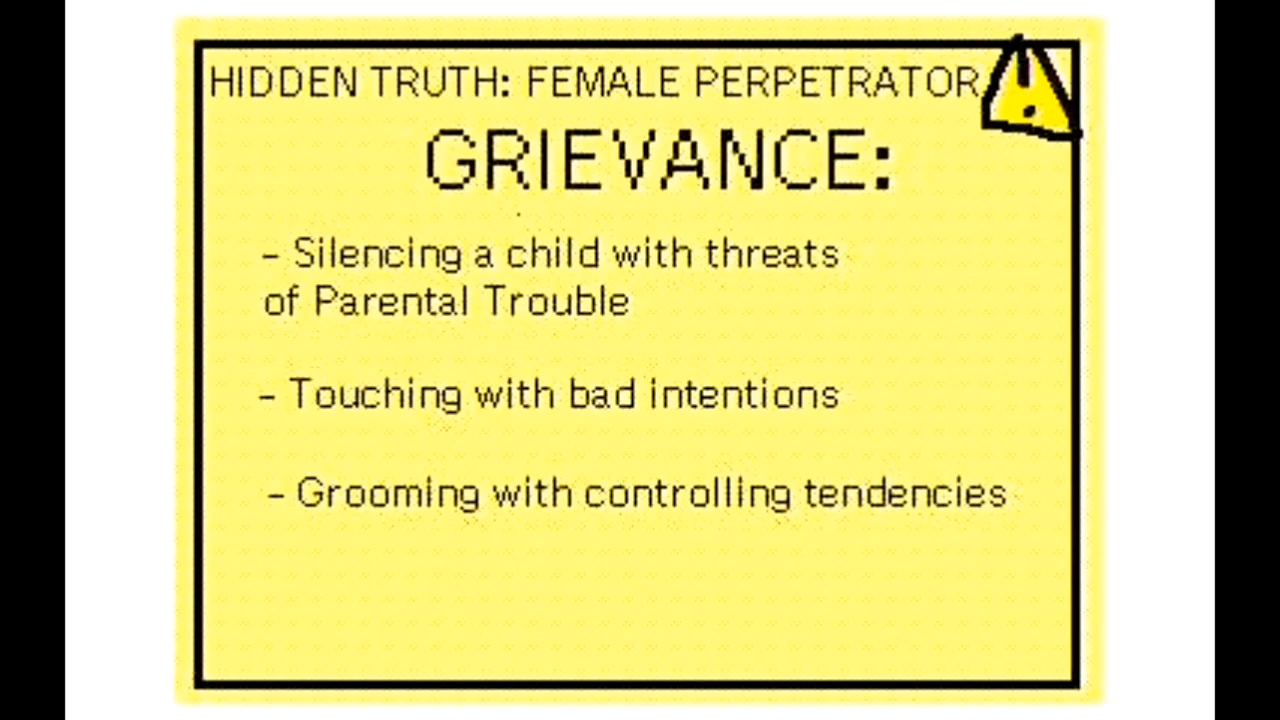 HIDDEN TRUTH: FEMALE PERPETRATOR
GRIEVANCE:
- Silencing a child with threats
of Parental Trouble
- Touching with bad intentions
- Grooming with controlling tendencies